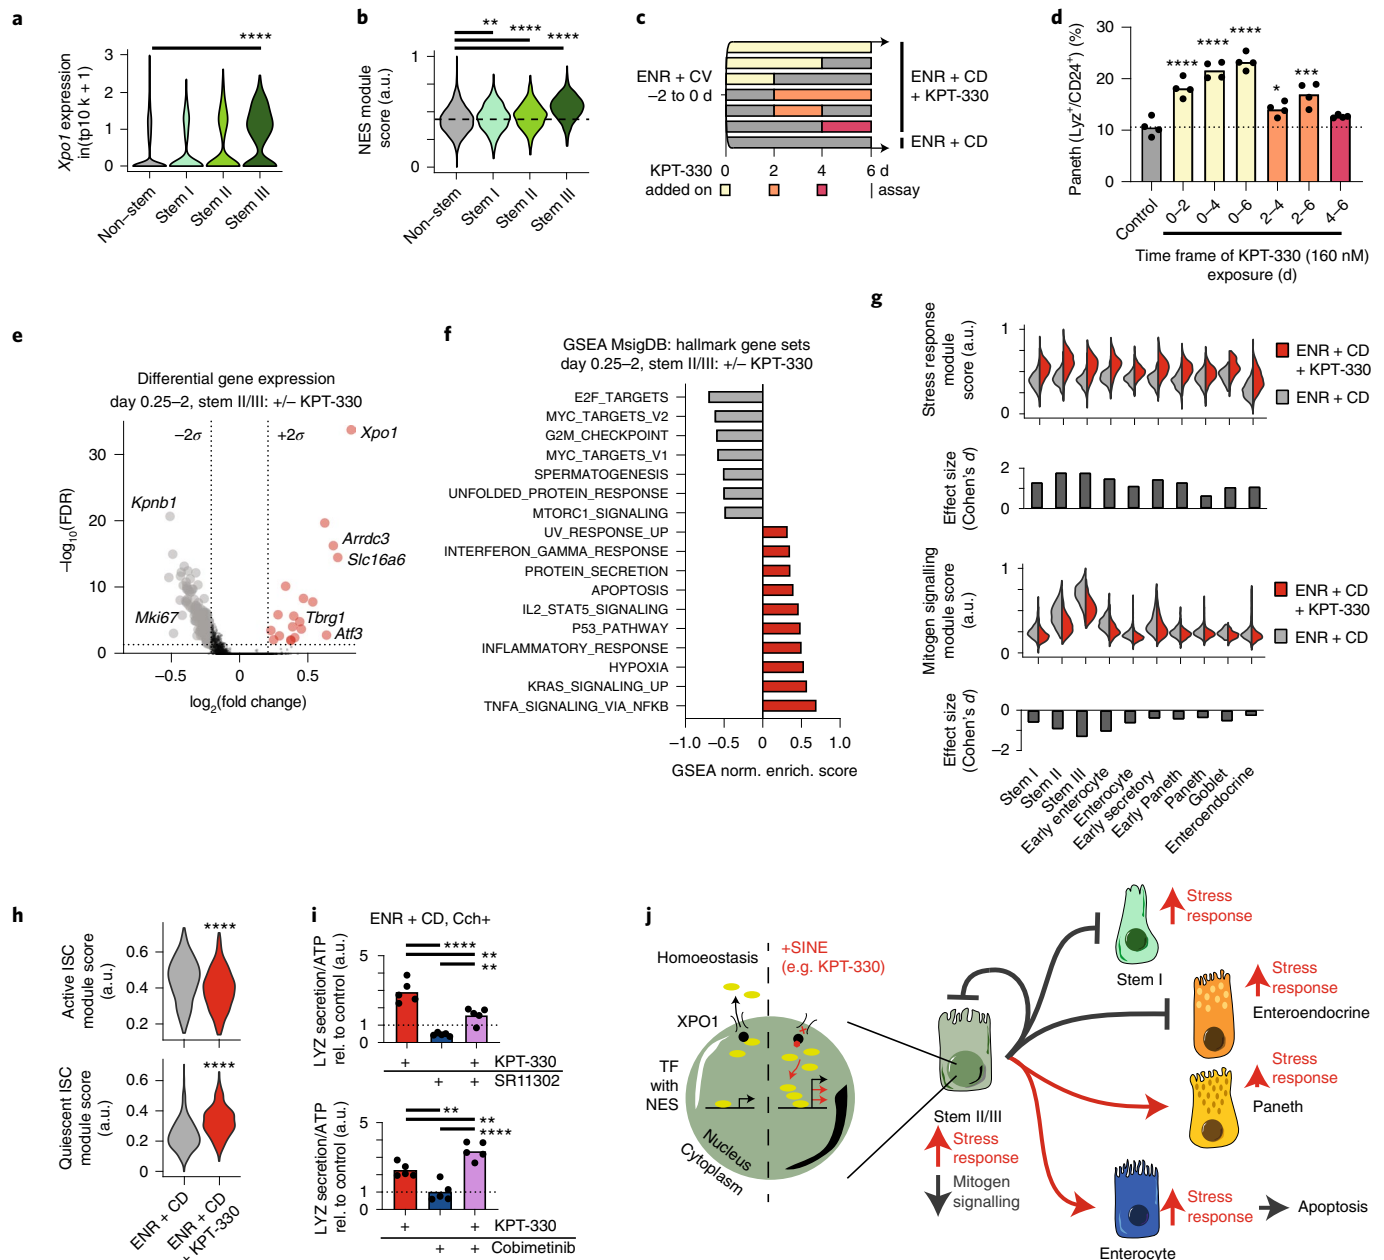 a
Xpo1 expression
in(tp10 k + 1)
3
2
1
0
****
Non–stem
Stem I
Stem II
Stem III
b
NES module
score (a.u.)
1
0
**
****
****
Non–stem
Stem I
Stem II
Stem III
c
ENR + CV
–2 to 0 d
ENR + CD
+ KPT-330
ENR + CD
KPT-330
added on
0
2
4
6 d
| assay
d
Paneth (Lyz+/CD24+) (%)
30
20
10
0
****
****
****
*
***
Control
0–2
0–4
0–6
2–4
2–6
4–6
Time frame of KPT-330 (160 nM)
exposure (d)
e
Differential gene expression
day 0.25–2, stem II/III: +/– KPT-330
–2σ
+2σ
Xpo1
Kpnb1
Arrdc3
Slc16a6
Mki67
Tbrg1
Atf3
–log10(FDR)
30
20
10
0
–0.5
0
0.5
log2(fold change)
f
GSEA MsigDB: hallmark gene sets
day 0.25–2, stem II/III: +/– KPT-330
E2F_TARGETS
MYC_TARGETS_V2
G2M_CHECKPOINT
MYC_TARGETS_V1
SPERMATOGENESIS
UNFOLDED_PROTEIN_RESPONSE
MTORC1_SIGNALING
UV_RESPONSE_UP
INTERFERON_GAMMA_RESPONSE
PROTEIN_SECRETION
APOPTOSIS
IL2_STAT5_SIGNALING
P53_PATHWAY
INFLAMMATORY_RESPONSE
HYPOXIA
KRAS_SIGNALING_UP
TNFA_SIGNALING_VIA_NFKB
–1.0
–0.5
0
0.5
1.0
GSEA norm. enrich. score
g
Stress response
module
score (a.u.)
1
0
ENR + CD
+ KPT-330
ENR + CD
Effect size
(Cohen's d)
2
0
Mitogen signalling
module score
(a.u.)
1
0
ENR + CD
+ KPT-330
ENR + CD
Effect size
(Cohen's d)
0
–2
Stem I
Stem II
Stem III
Early enterocyte
Enterocyte
Early secretory
Early Paneth
Paneth
Goblet
Enteroendocrine
h
Active ISC
module score
(a.u.)
0.6
0.4
0.2
****
Quiescent ISC
module score
(a.u.)
0.6
0.4
0.2
0
****
ENR + CD
ENR + CD
+ KPT-330
i
ENR + CD, Cch+
LYZ secretion/ATP
rel. to control (a.u.)
5
1
0
****
**
**
+ + KPT-330
+ + SR11302
LYZ secretion/ATP
rel. to control (a.u.)
5
1
0
**
**
****
+ + KPT-330
+ + Cobimetinib
j
Homoeostasis
+SINE
(e.g. KPT-330)
XPO1
TF
with
NES
Nucleus
Cytoplasm
Stem II/III
Stress
response
Mitogen
signalling
Stress
response
Stem I
Stress
response
Enteroendocrine
Stress
response
Paneth
Stress
response
Apoptosis
Enterocyte